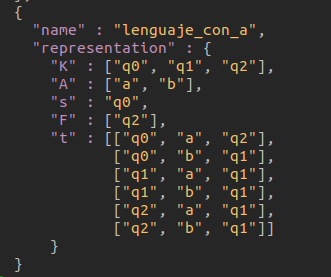 {
"name" : "lenguaje_con_a",
"representation" : {
"K" : ["q0", "q1", "q2"],
"A" : ["a", "b"],
"s" : "q0",
"F" : ["q2"],
"t" : [["q0", "a", "q2"],
["q0", "b", "q1"],
["q1", "a", "q1"],
["q1", "b", "q1"],
["q2", "a", "q1"],
["q2", "b", "q1"]]
}
}